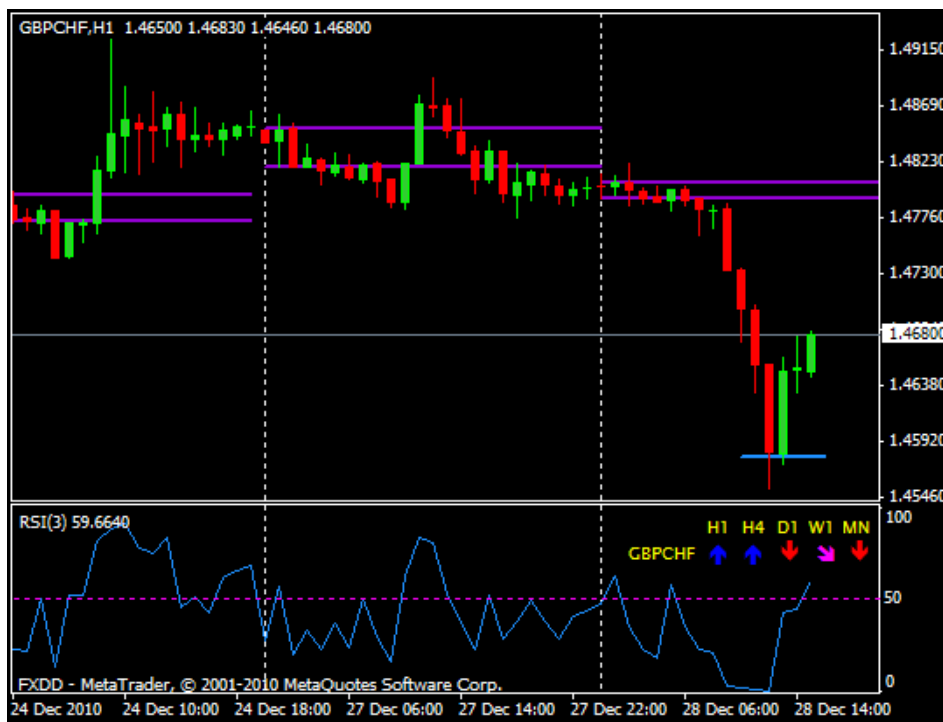 GBPCHF,H1 1.46500 1.46830 1.46460 1.46800
1.49150
1.48690
1.48230
1.47760
1.47300
1.46800
1.46380
1.45920
1.45460
RSI(3) 59.6640
100
H1 H4 D1 W1 MN
GBPCHF
50
0
FXDD - MetaTrader, © 2001-2010 MetaQuotes Software Corp.
24 Dec 2010 24 Dec 10:00 24 Dec 18:00 27 Dec 06:00 27 Dec 14:00 27 Dec 22:00 28 Dec 06:00 28 Dec 14:00